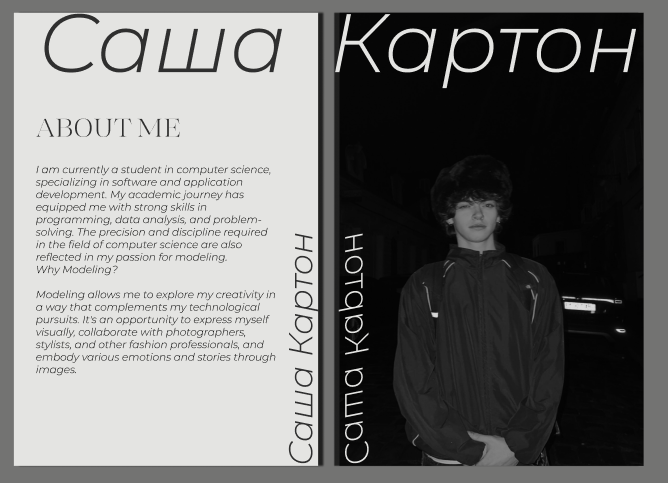 Саша
ABOUT ME
I am currently a student in computer science,
specializing in software and application
development. My academic journey has
equipped me with strong skills in
programming, data analysis, and problem-
solving. The precision and discipline required
in the field of computer science are also
reflected in my passion for modeling.
Why Modeling?
Modeling allows me to explore my creativity in
a way that complements my technological
pursuits. It's an opportunity to express myself
visually, collaborate with photographers,
stylists, and other fashion professionals, and
embody various emotions and stories through
images.
Саша Картон
Картон
Саша Картон